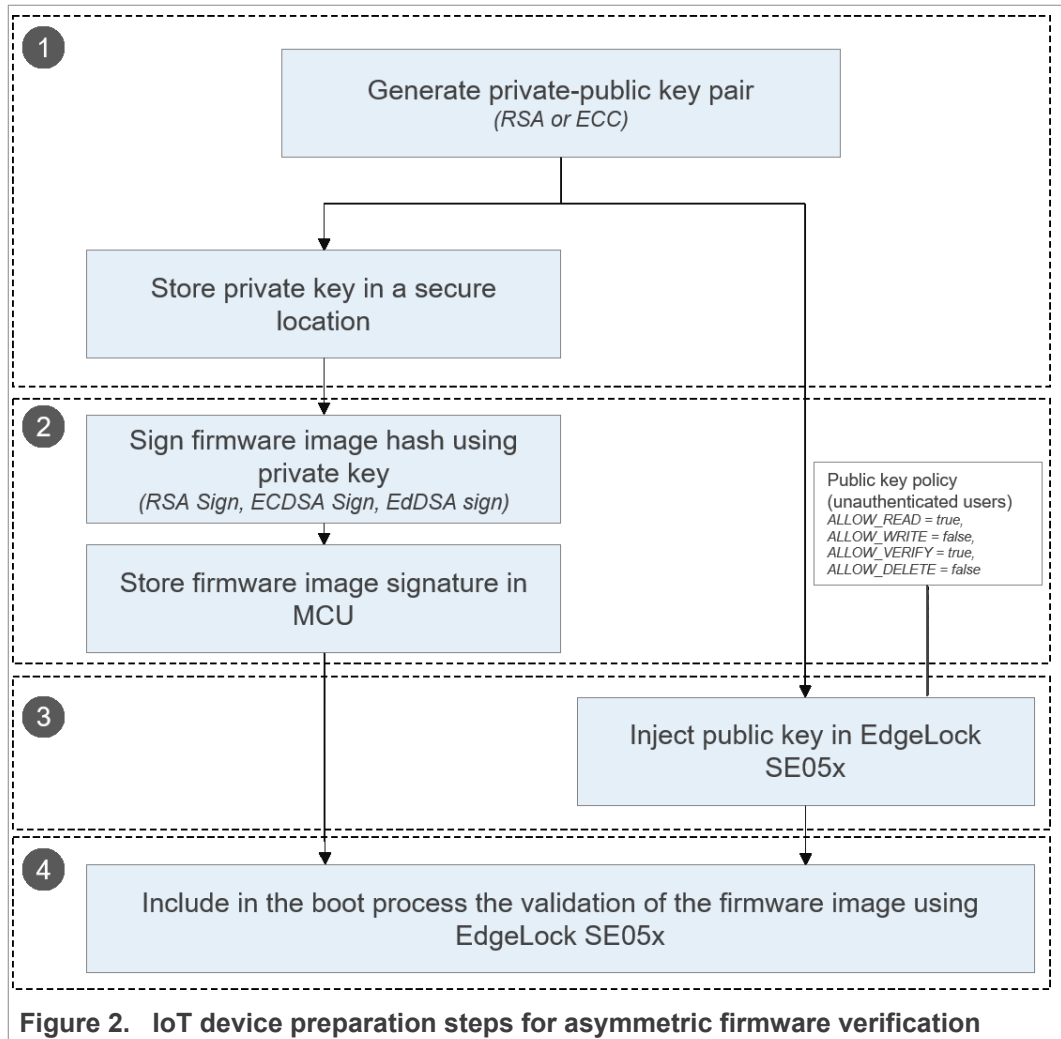 1
Generate private-public key pair
(RSA or ECC)
Store private key in a secure
location
2
Sign firmware image hash using
private key
(RSA Sign, ECDSA Sign, EdDSA sign)
Store firmware image signature in
MCU
Public key policy
(unauthenticated users)
ALLOW_READ = true,
ALLOW_WRITE = false,
ALLOW_VERIFY = true,
ALLOW_DELETE = false
3
Inject public key in EdgeLock
SE05x
4
Include in the boot process the validation of the firmware image using
EdgeLock SE05x
Figure 2. IoT device preparation steps for asymmetric firmware verification